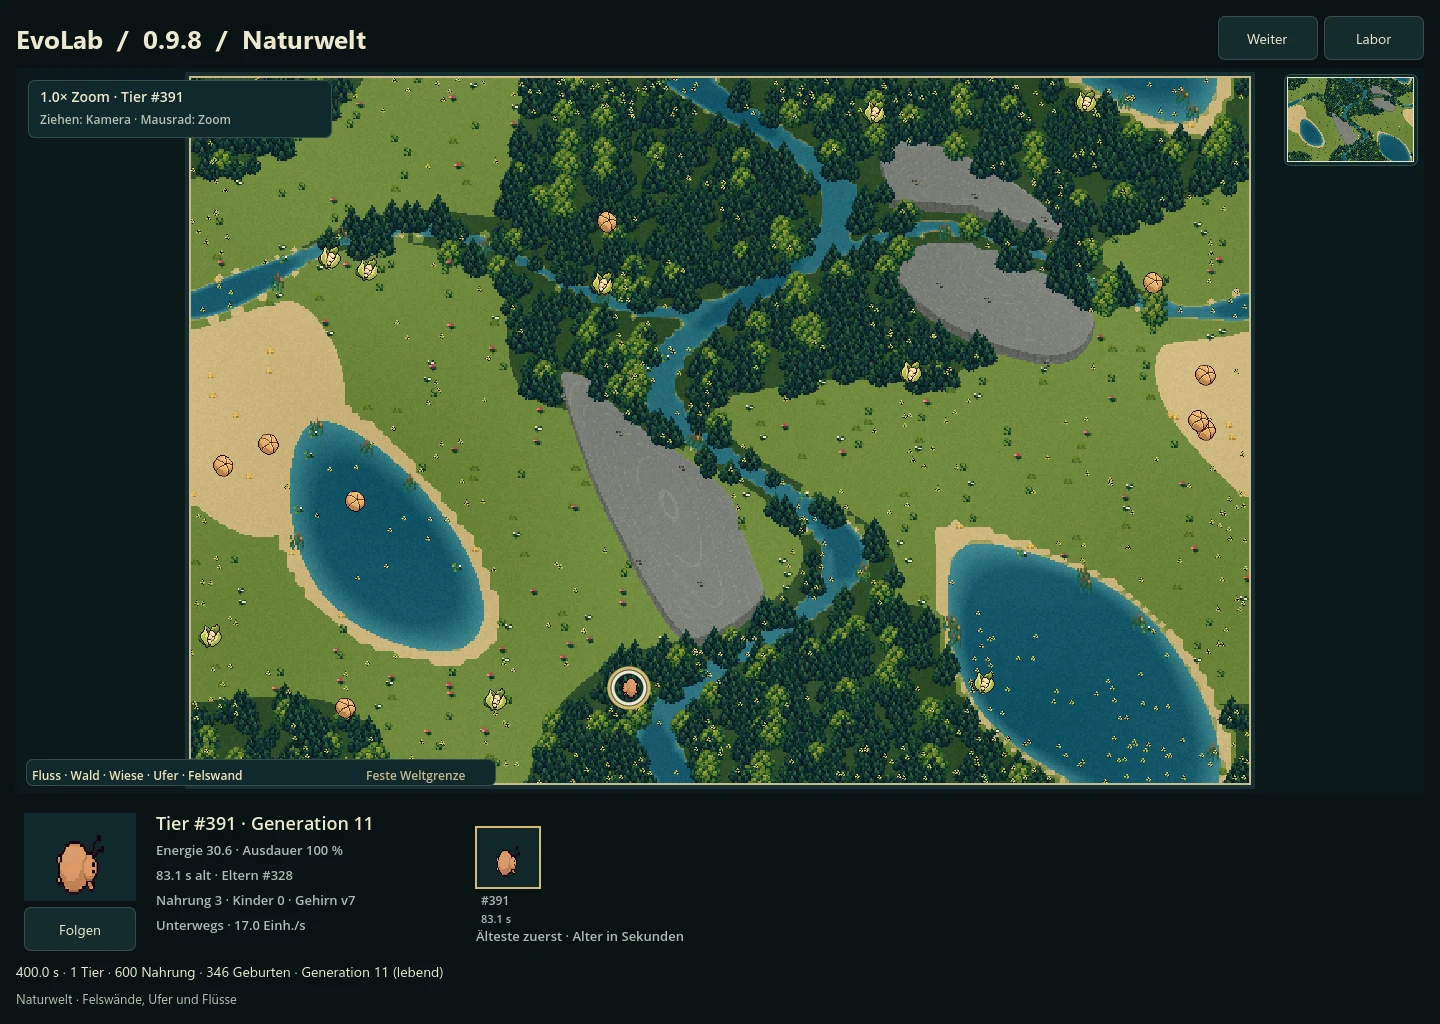 EvoLab / 0.9.8 / Naturwelt
Weiter
Labor
1.0× Zoom · Tier #391
Ziehen: Kamera · Mausrad: Zoom
Fluss · Wald · Wiese · Ufer · Felswand
Feste Weltgrenze
Tier #391 · Generation 11
Energie 30.6 · Ausdauer 100 %
83.1 s alt · Eltern #328
Nahrung 3 · Kinder 0 · Gehirn v7
Unterwegs · 17.0 Einh./s
Folgen
#391
83.1 s
Älteste zuerst · Alter in Sekunden
400.0 s · 1 Tier · 600 Nahrung · 346 Geburten · Generation 11 (lebend)
Naturwelt · Felswände, Ufer und Flüsse